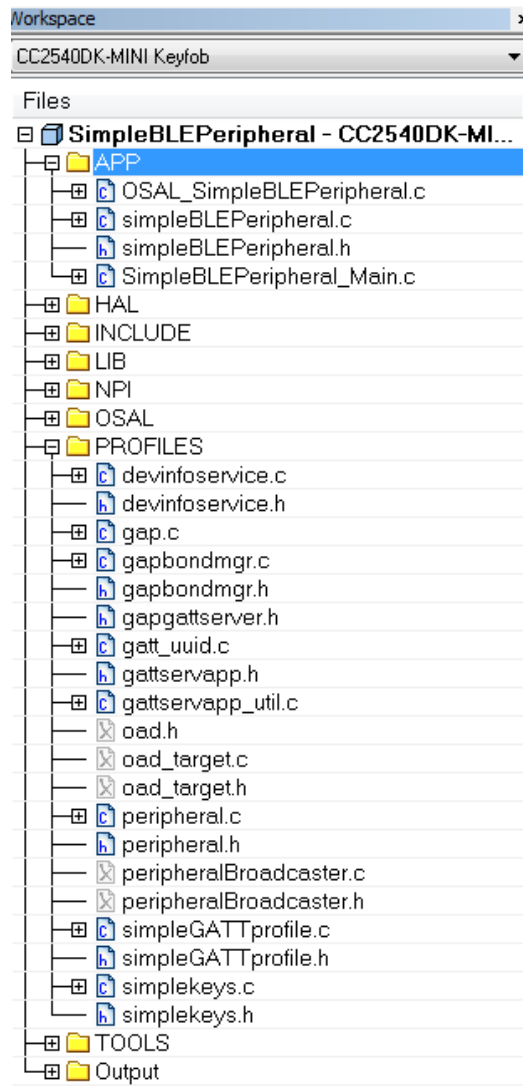 Workspace
CC2540DK-MINI Keyfob
Files
SimpleBLEPeripheral - CC2540DK-MI...
APP
OSAL_SimpleBLEPeripheral.c
simpleBLEPeripheral.c
simpleBLEPeripheral.h
SimpleBLEPeripheral_Main.c
HAL
INCLUDE
LIB
NPI
OSAL
PROFILES
devinfoservice.c
devinfoservice.h
gap.c
gapbondmgr.c
gapbondmgr.h
gapgattserver.h
gatt_uuid.c
gattservapp.h
gattservapp_util.c
oad.h
oad_target.c
oad_target.h
peripheral.c
peripheral.h
peripheralBroadcaster.c
peripheralBroadcaster.h
simpleGATTprofile.c
simpleGATTprofile.h
simplekeys.c
simplekeys.h
TOOLS
Output